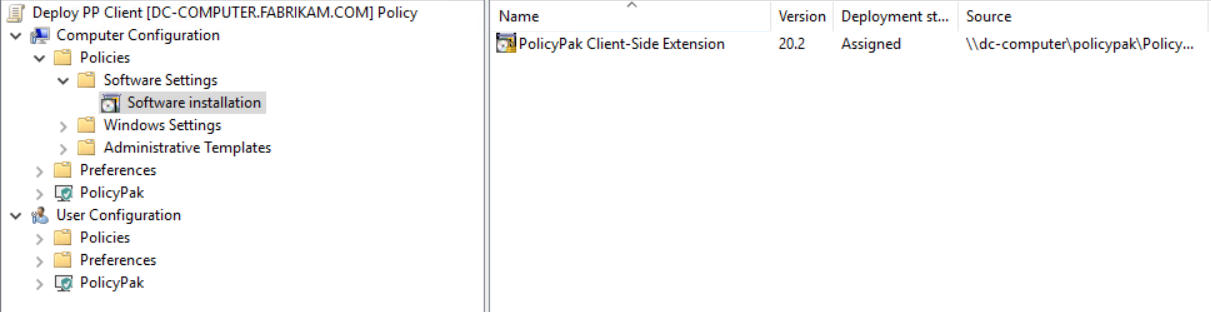 Deploy PP Client [DC-COMPUTER.FABRIKAM.COM] Policy
Computer Configuration
Policies
Software Settings
Software installation
Windows Settings
Administrative Templates
Preferences
PolicyPak
User Configuration
Policies
Preferences
PolicyPak
Name Version Deployment st... Source
PolicyPak Client-Side Extension 20.2 Assigned \\dc-computer\policypak\Policy...